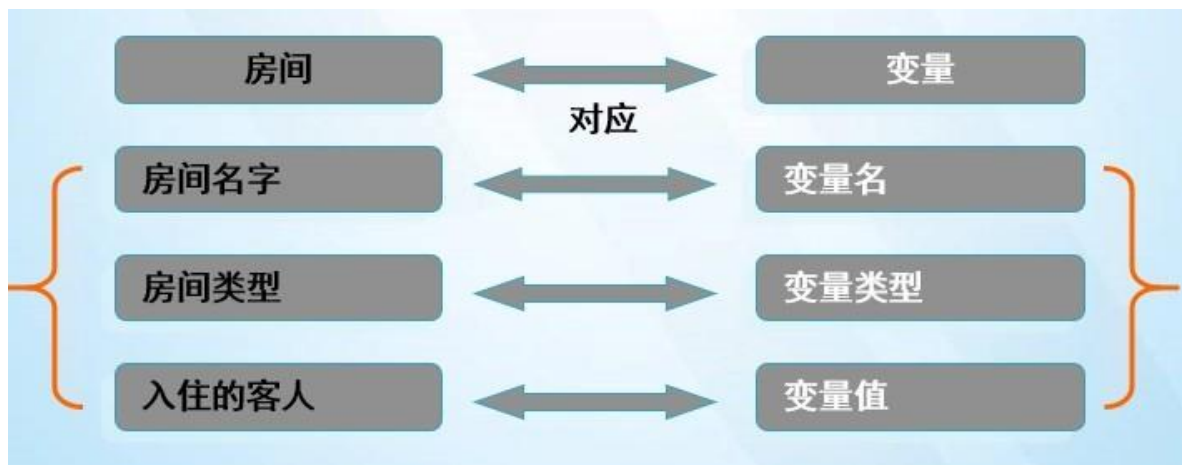 房间
变量
对应
房间名字
变量名
房间类型
变量类型
入住的客人
变量值